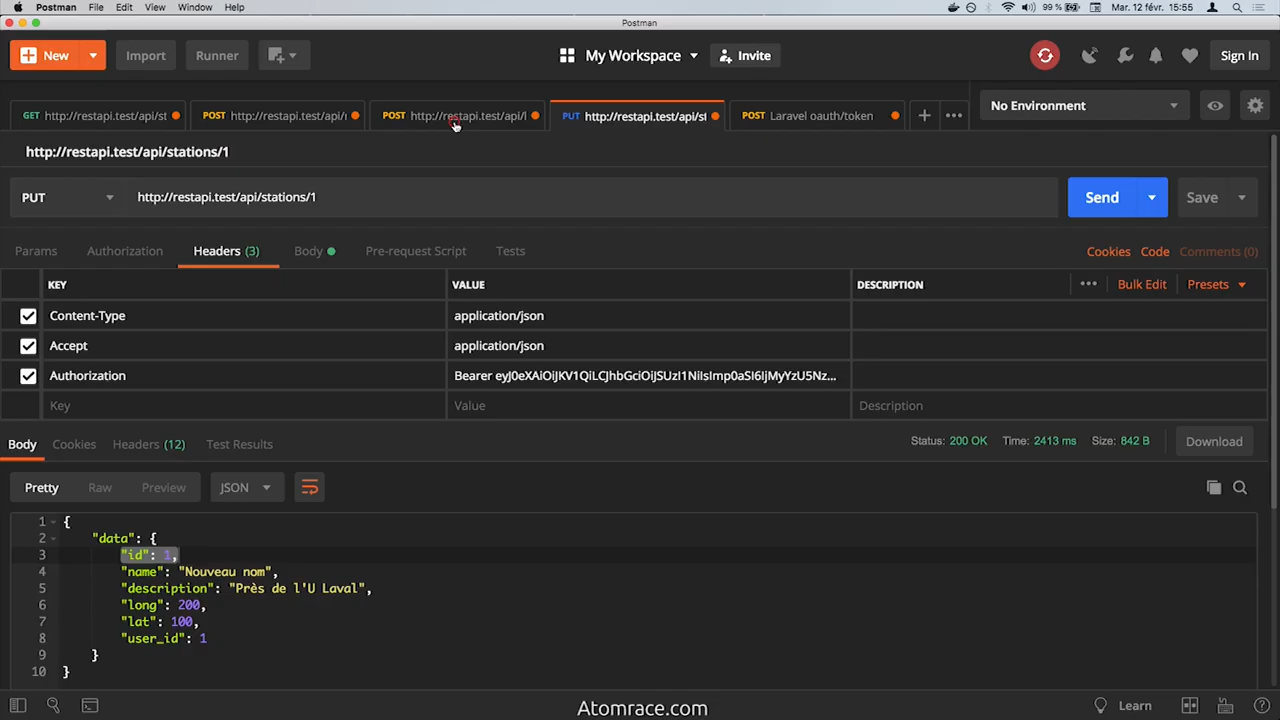 Postman File Edit View Window Help 99 % Mar. 12 févr. 15:55
Postman
New Import Runner My Workspace Invite Sign In
GET http://restapi.test/api/st POST http://restapi.test/api/r POST http://restapi.test/api/l PUT http://restapi.test/api/st POST Laravel oauth/token + ••• No Environment
http://restapi.test/api/stations/1
PUT http://restapi.test/api/stations/1 Send Save
Params Authorization Headers (3) Body Pre-request Script Tests Cookies Code Comments (0)
KEY VALUE DESCRIPTION ••• Bulk Edit Presets
Content-Type application/json
Accept application/json
Authorization Bearer eyJ0eXAiOiJKV1QiLCJhbGciOiJSUzI1NiIsImp0aSI6IjMyYzU5Nz...
Key Value Description
Body Cookies Headers (12) Test Results Status: 200 OK Time: 2413 ms Size: 842 B Download
Pretty Raw Preview JSON
1 {
2 "data": {
3 "id": 1,
4 "name": "Nouveau nom",
5 "description": "Près de l'U Laval",
6 "long": 200,
7 "lat": 100,
8 "user_id": 1
9 }
10 }
Learn
Atomrace.com